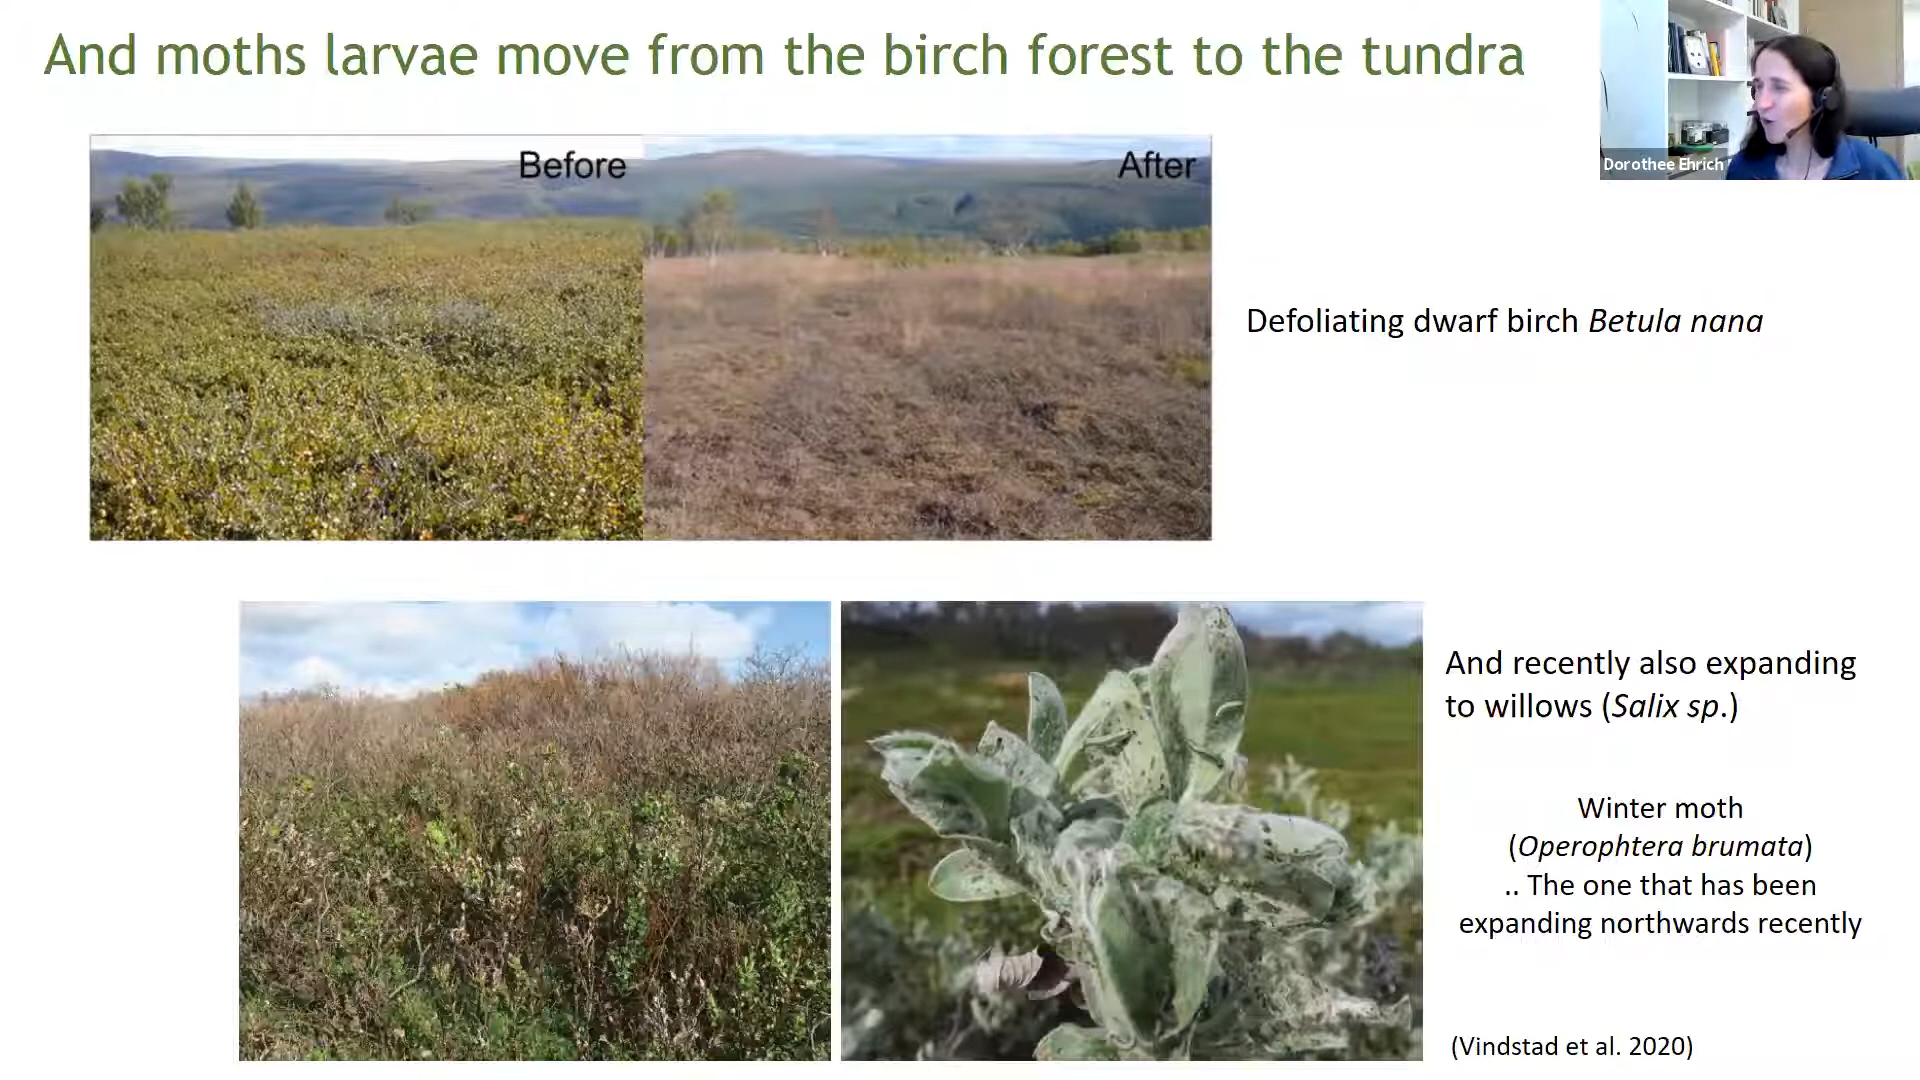 And moths larvae move from the birch forest to the tundra
Dorothee Ehrich
Before
After
Defoliating dwarf birch Betula nana
And recently also expanding
to willows (Salix sp.)
Winter moth
(Operophtera brumata)
.. The one that has been
expanding northwards recently
(Vindstad et al. 2020)